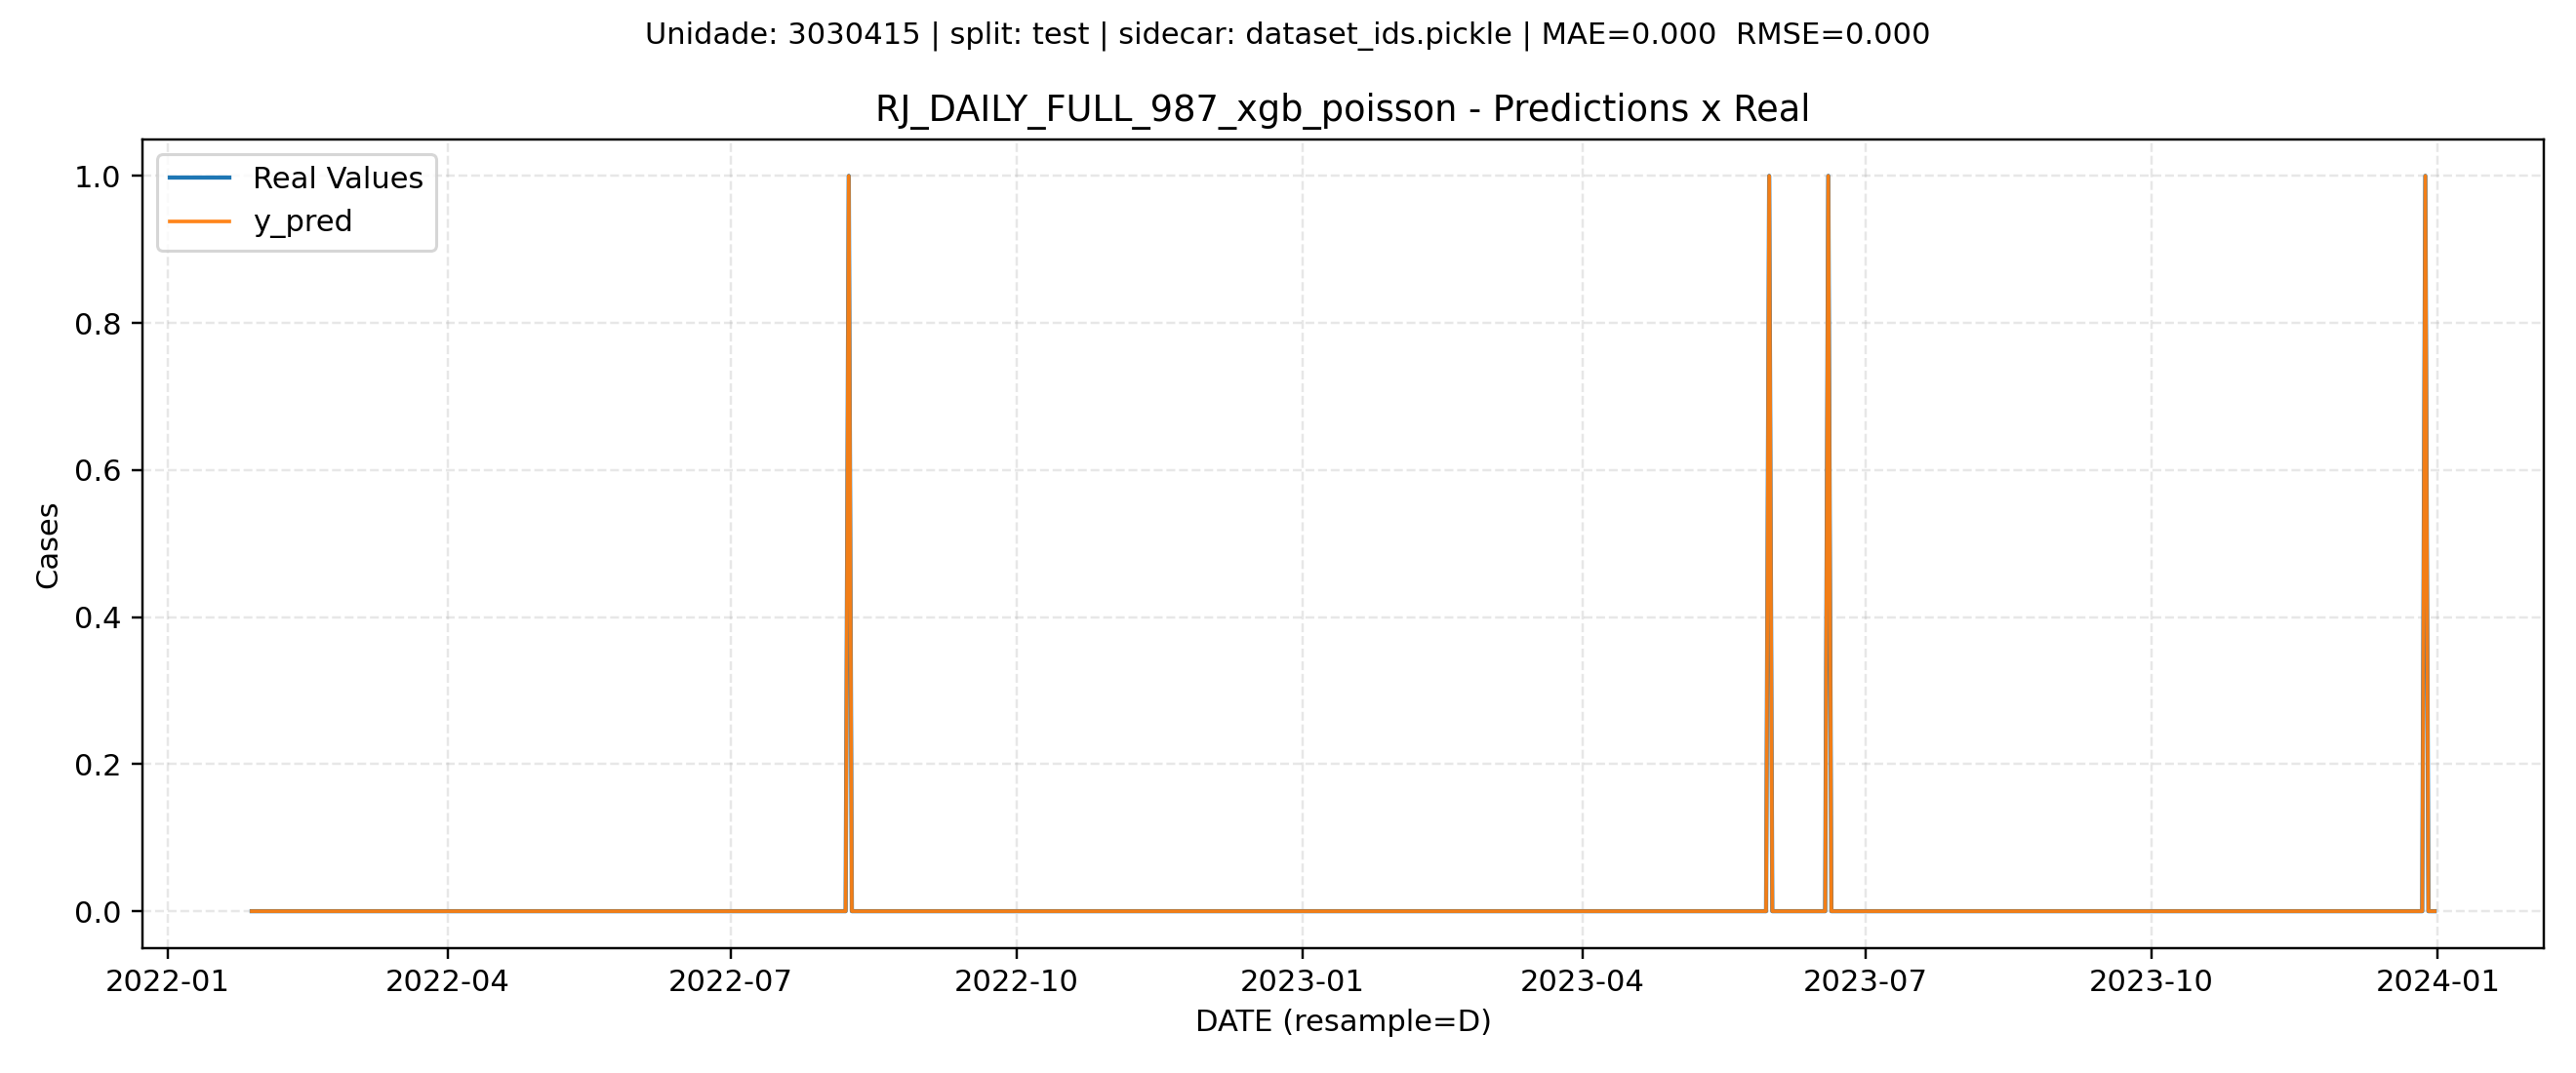 Unidade: 3030415 | split: test | sidecar: dataset_ids.pickle | MAE=0.000  RMSE=0.000
RJ_DAILY_FULL_987_xgb_poisson - Predictions x Real
Real Values
y_pred
1.0
0.8
0.6
0.4
0.2
0.0
Cases
2022-01 2022-04 2022-07 2022-10 2023-01 2023-04 2023-07 2023-10 2024-01
DATE (resample=D)